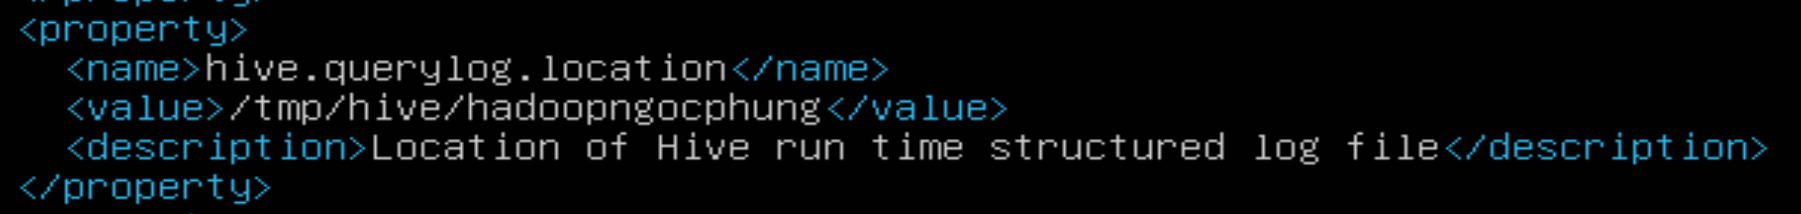 <property>
<name>hive.querylog.location</name>
<value>/tmp/hive/hadoopngocphung</value>
<description>Location of Hive run time structured log file</description>
</property>